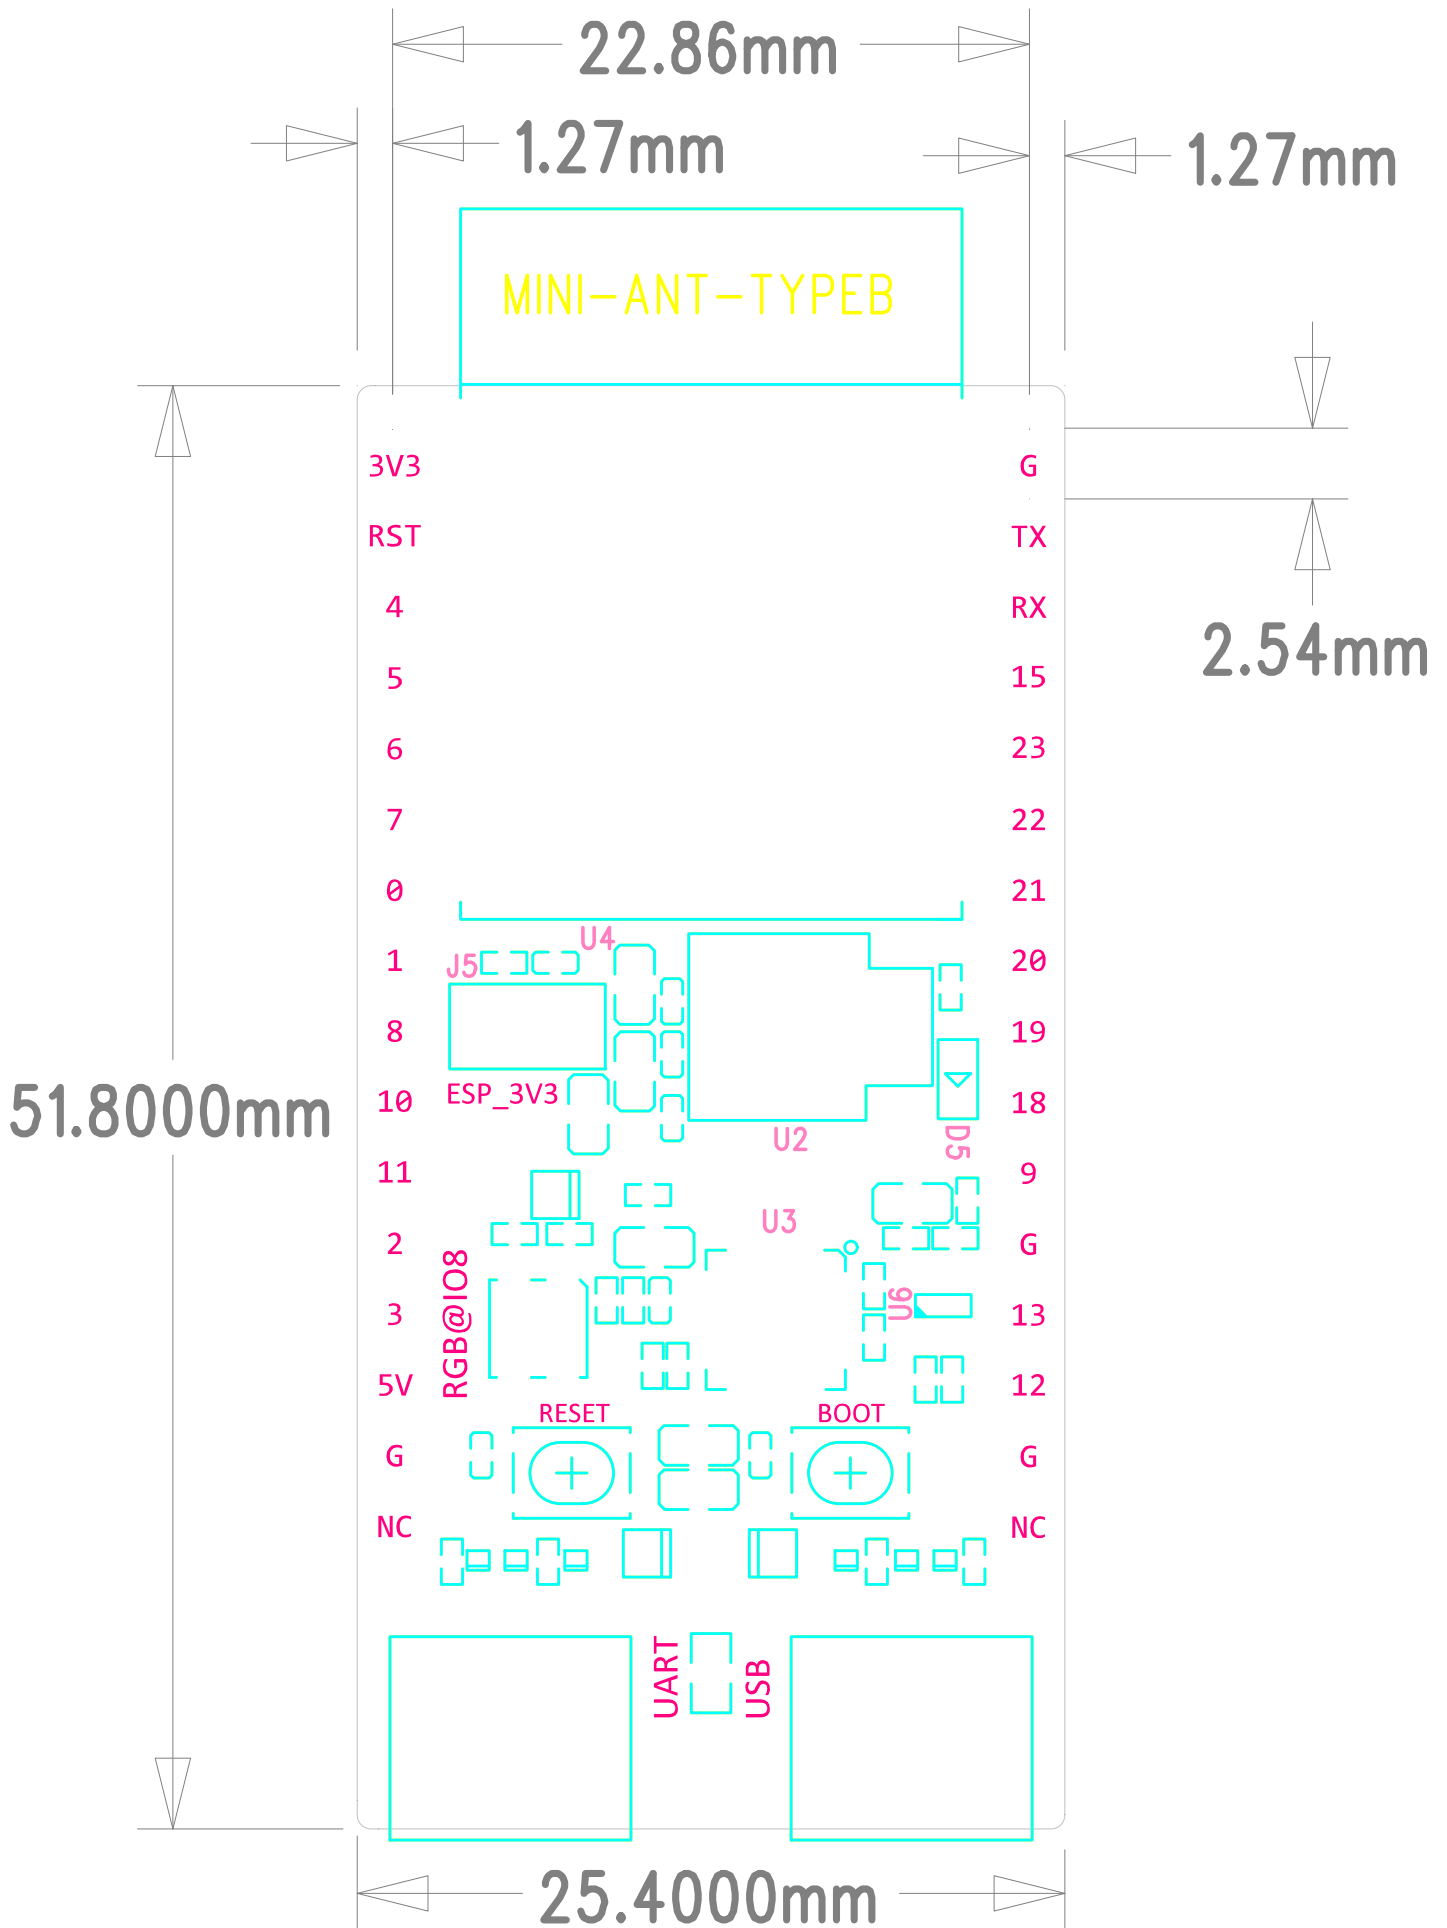 22.86mm
1.27mm
1.27mm
MINI-ANT-TYPEB
3V3 G
RST TX
4 RX
2.54mm
5 15
6 23
7 22
0 21
U4
J5
1 20
8 19
ESP_3V3
10 18
51.8000mm
U2
D5
11 9
U3
2 G
RGB@IO8
U6
3 13
5V 12
RESET BOOT
G G
NC NC
UART USB
25.4000mm